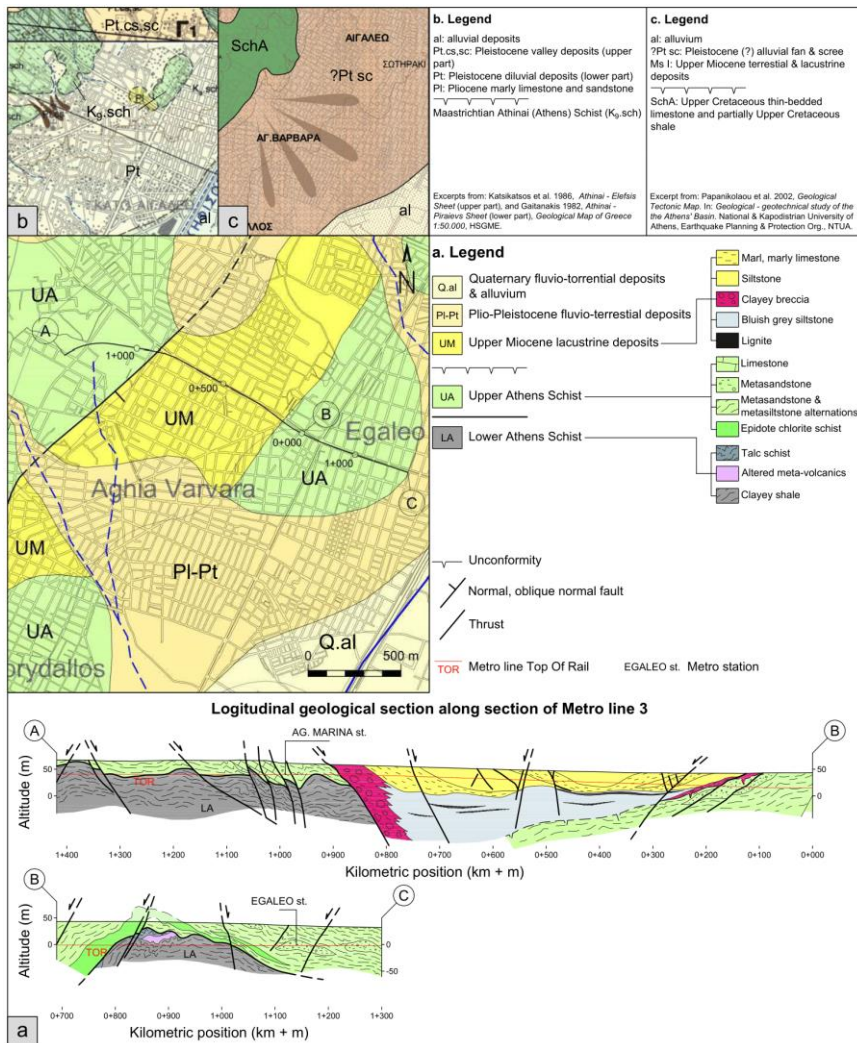 Pt.cs,sc
Γ1
sch
Pl
K₉.sch
K₉.sch
Pt
ΚΑΤΩ ΑΙΓΑΛΕΩ
al
b
SchA
ΑΙΓΑΛΕΩ
ΣΩΤΗΡΑΚΙ
?Pt sc
ΑΓ.ΒΑΡΒΑΡΑ
al
c
b. Legend
al: alluvial deposits
Pt.cs,sc: Pleistocene valley deposits (upper
part)
Pt: Pleistocene diluvial deposits (lower part)
Pl: Pliocene marly limestone and sandstone
Maastrichtian Athinai (Athens) Schist (K₉.sch)
Excerpts from: Katsikatsos et al. 1986, Athinai - Elefsis
Sheet (upper part), and Gaitanakis 1982, Athinai -
Piraievs Sheet (lower part), Geological Map of Greece
1:50.000, HSGME.
c. Legend
al: alluvium
?Pt sc: Pleistocene (?) alluvial fan & scree
Ms I: Upper Miocene terrestial & lacustrine
deposits
SchA: Upper Cretaceous thin-bedded
limestone and partially Upper Cretaceous
shale
Excerpt from: Papanikolaou et al. 2002, Geological
Tectonic Map. In: Geological - geotechnical study of the
the Athens' Basin. National & Kapodistrian University of
Athens, Earthquake Planning & Protection Org., NTUA.
N
UA
A
1+000
0+500
UM
B
0+000
Egaleo
1+000
UA
C
Aghia Varvara
UM
Pl-Pt
UA
orydallos
Q.al
0
500 m
a. Legend
Q.al
Quaternary fluvio-torrential deposits
& alluvium
Pl-Pt
Plio-Pleistocene fluvio-terrestial deposits
UM
Upper Miocene lacustrine deposits
UA
Upper Athens Schist
LA
Lower Athens Schist
Marl, marly limestone
Siltstone
Clayey breccia
Bluish grey siltstone
Lignite
Limestone
Metasandstone
Metasandstone &
metasiltstone alternations
Epidote chlorite schist
Talc schist
Altered meta-volcanics
Clayey shale
Unconformity
Normal, oblique normal fault
Thrust
TOR
Metro line Top Of Rail
EGALEO st.
Metro station
Logitudinal geological section along section of Metro line 3
A
AG. MARINA st.
B
Altitude (m)
50
0
TOR
LA
50
0
1+400
1+300
1+200
1+100
1+000
0+900
0+800
0+700
0+600
0+500
0+400
0+300
0+200
0+100
0+000
Kilometric position (km + m)
B
EGALEO st.
C
Altitude (m)
50
0
TOR
LA
0
-50
0+700
0+800
0+900
1+000
1+100
1+200
1+300
Kilometric position (km + m)
a